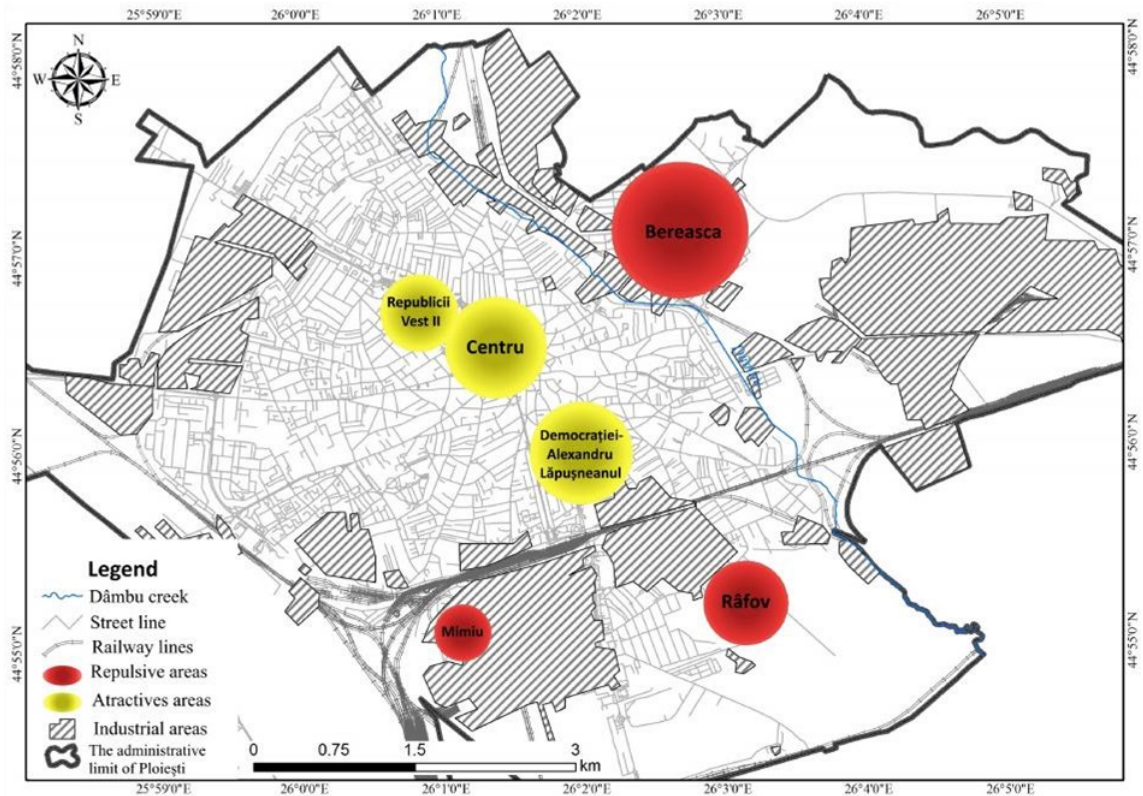 25°59'0"E 26°0'0"E 26°1'0"E 26°2'0"E 26°3'0"E 26°4'0"E 26°5'0"E
44°58'0"N
44°58'0"N
N
W E
S
Bereasca
44°57'0"N
44°57'0"N
Republicii
Vest II
Centru
Democrației-
Alexandru
Lăpușneanul
44°56'0"N
44°56'0"N
Râfov
Mimiu
44°55'0"N
44°55'0"N
Legend
Dâmbu creek
Street line
Railway lines
Repulsive areas
Atractives areas
Industrial areas
The administrative
limit of Ploiești
0 0.75 1.5 3
km
25°59'0"E 26°0'0"E 26°1'0"E 26°2'0"E 26°3'0"E 26°4'0"E 26°5'0"E